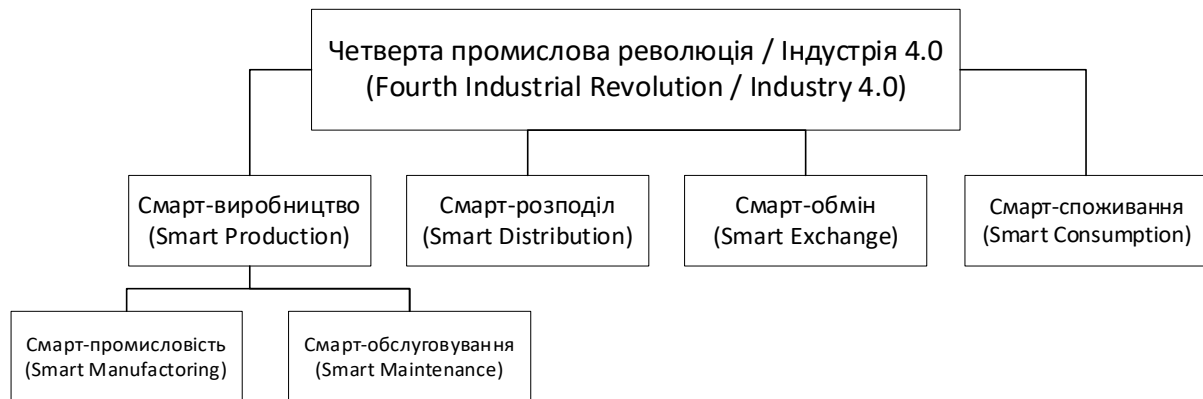 Четверта промислова революція / Індустрія 4.0
(Fourth Industrial Revolution / Industry 4.0)
Смарт-виробництво
(Smart Production)
Смарт-розподіл
(Smart Distribution)
Смарт-обмін
(Smart Exchange)
Смарт-споживання
(Smart Consumption)
Смарт-промисловість
(Smart Manufactoring)
Смарт-обслуговування
(Smart Maintenance)